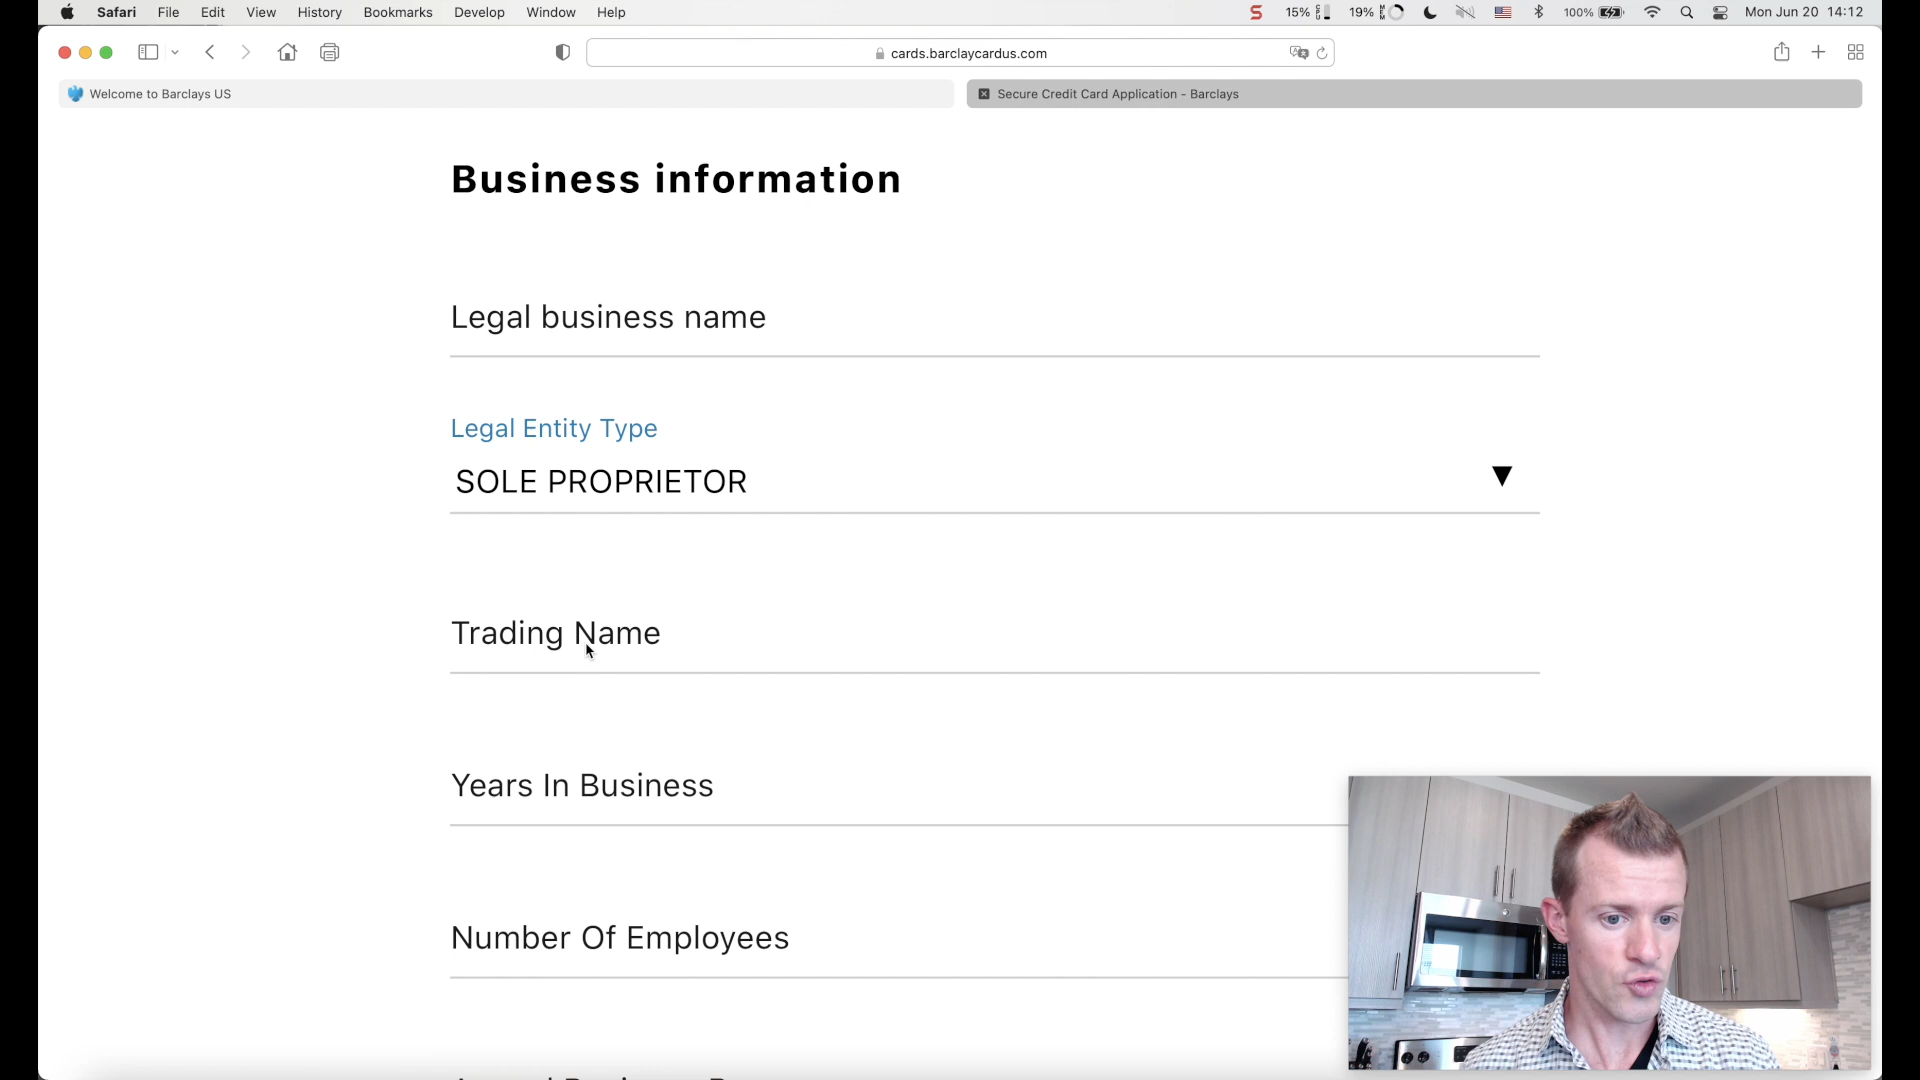 Safari File Edit View History Bookmarks Develop Window Help
15% 19% 100% Mon Jun 20 14:12
cards.barclaycardus.com
Welcome to Barclays US
Secure Credit Card Application - Barclays
Business information
Legal business name
Legal Entity Type
SOLE PROPRIETOR
Trading Name
Years In Business
Number Of Employees